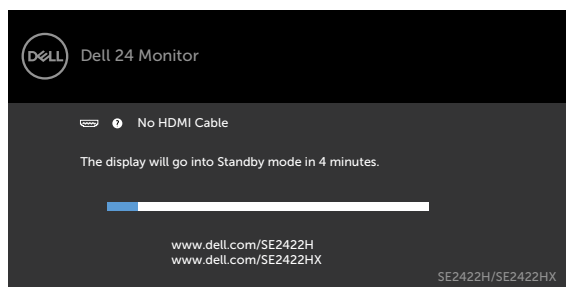 DELL
Dell 24 Monitor
? No HDMI Cable
The display will go into Standby mode in 4 minutes.
www.dell.com/SE2422H
www.dell.com/SE2422HX
SE2422H/SE2422HX